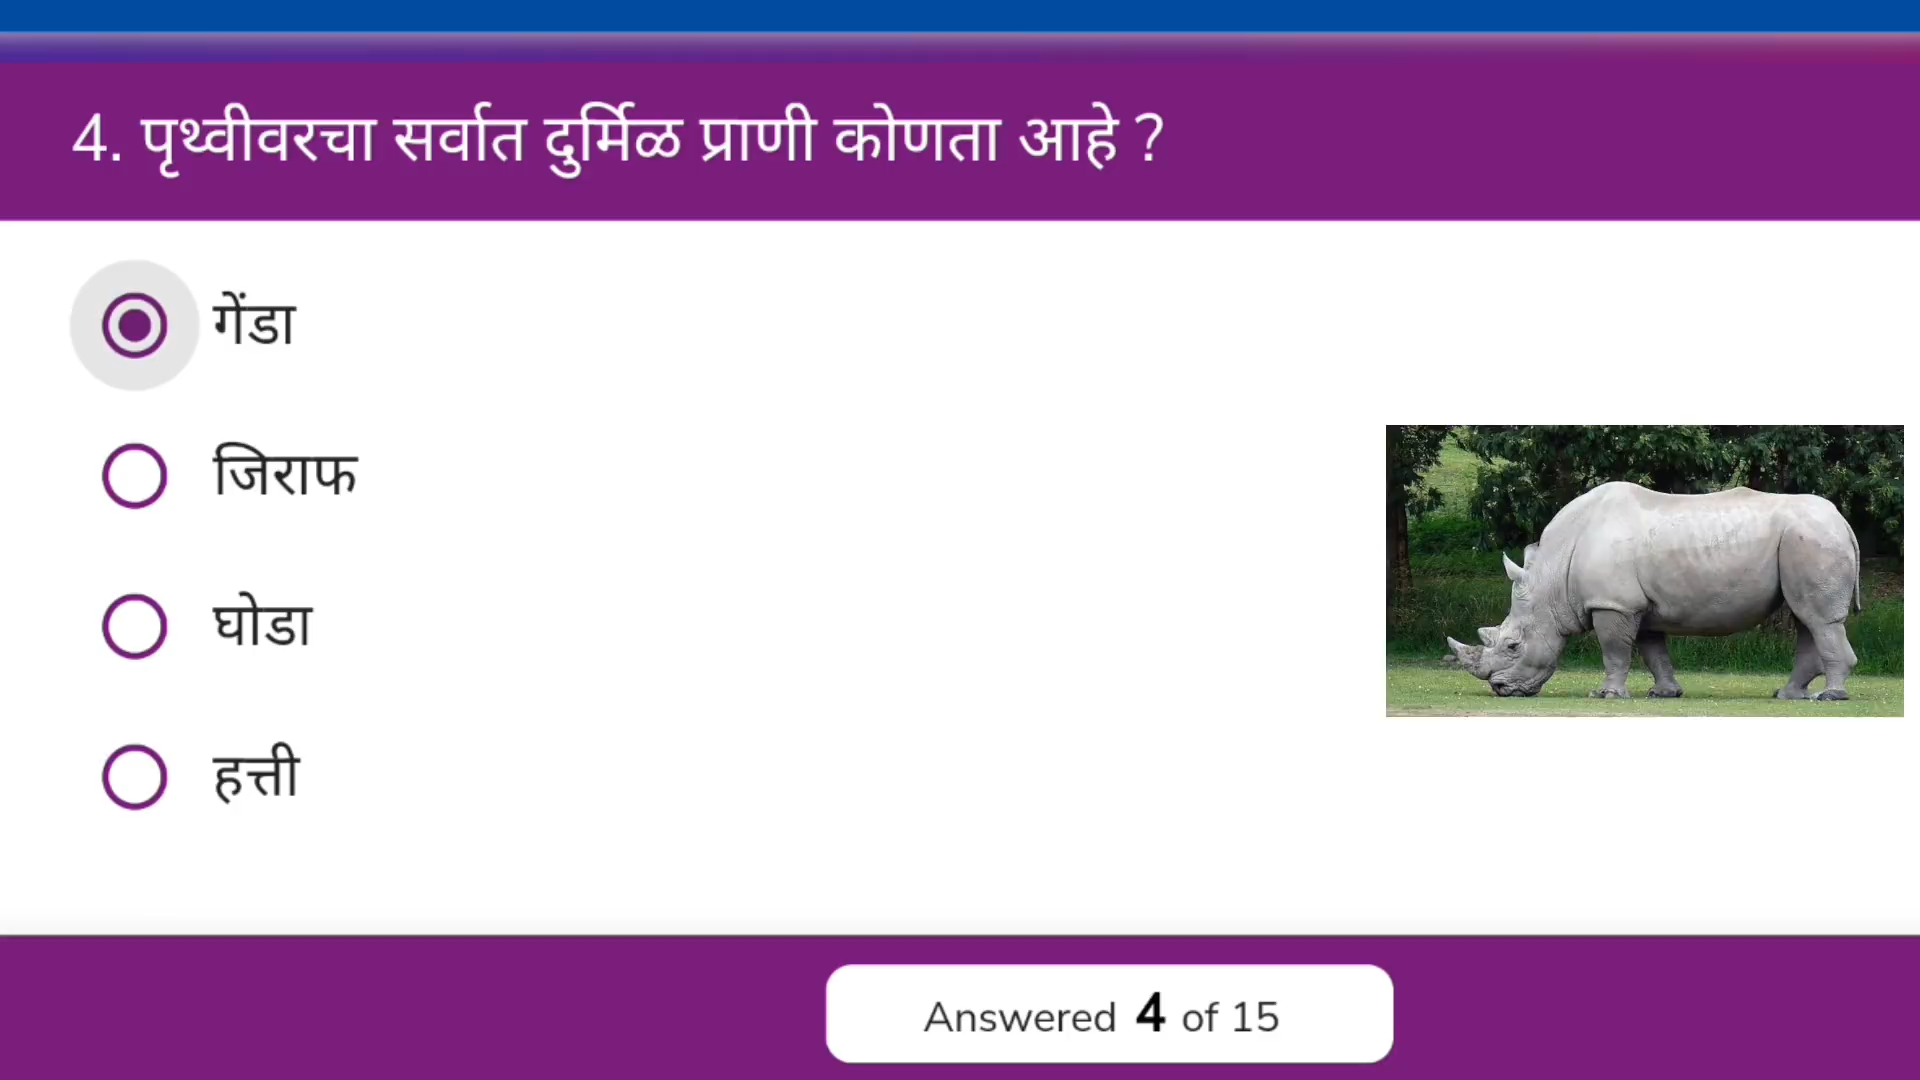 4. पृथ्वीवरचा सर्वात दुर्मिळ प्राणी कोणता आहे ?
गेंडा
जिराफ
घोडा
हत्ती
Answered 4 of 15